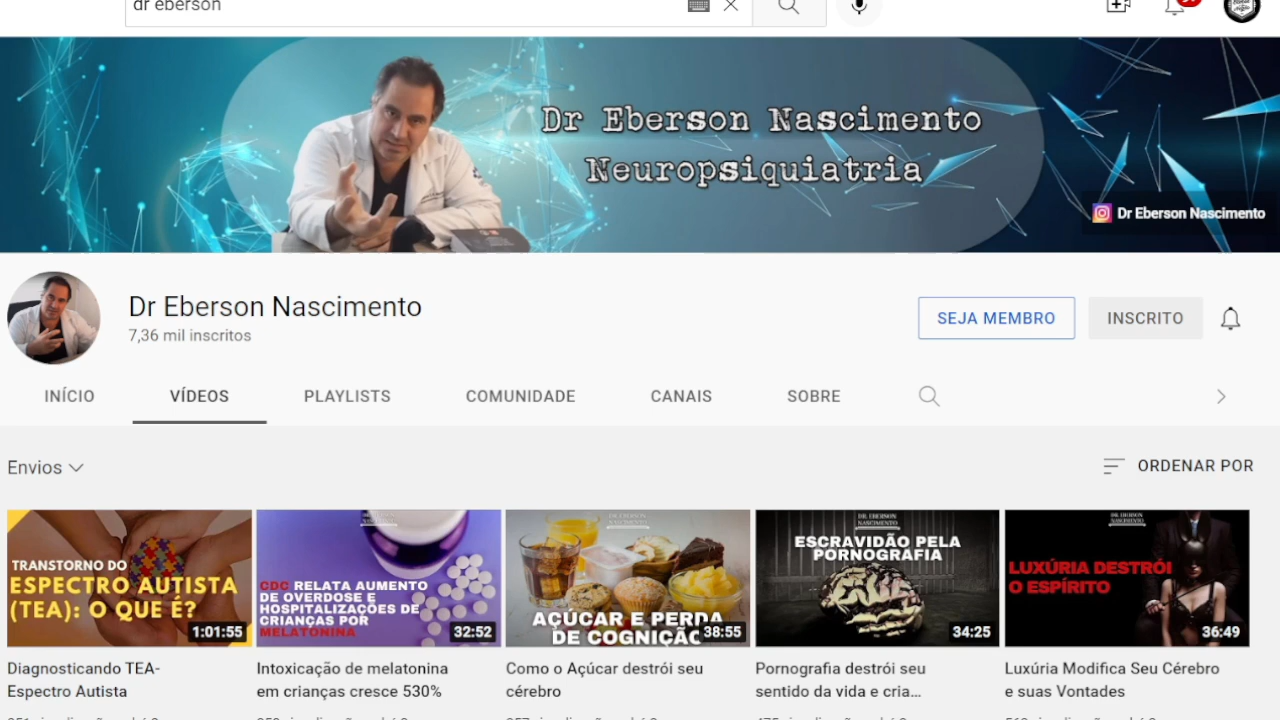 dr eberson
Dr Eberson Nascimento
Neuropsiquiatria
Dr Eberson Nascimento
Dr Eberson Nascimento
7,36 mil inscritos
SEJA MEMBRO
INSCRITO
INÍCIO
VÍDEOS
PLAYLISTS
COMUNIDADE
CANAIS
SOBRE
Envios
ORDENAR POR
TRANSTORNO DO
ESPECTRO AUTISTA
(TEA): O QUE É?
1:01:55
CDC RELATA AUMENTO
DE OVERDOSE E
HOSPITALIZAÇÕES DE
CRIANÇAS POR
MELATONINA
32:52
AÇÚCAR E PERDA
DE COGNIÇÃO
38:55
DR. EBERSON
NASCIMENTO
ESCRAVIDÃO PELA
PORNOGRAFIA
34:25
DR. EBERSON
NASCIMENTO
LUXÚRIA DESTRÓI
O ESPÍRITO
36:49
Diagnosticando TEA-
Espectro Autista
Intoxicação de melatonina
em crianças cresce 530%
Como o Açúcar destrói seu
cérebro
Pornografia destrói seu
sentido da vida e cria...
Luxúria Modifica Seu Cérebro
e suas Vontades